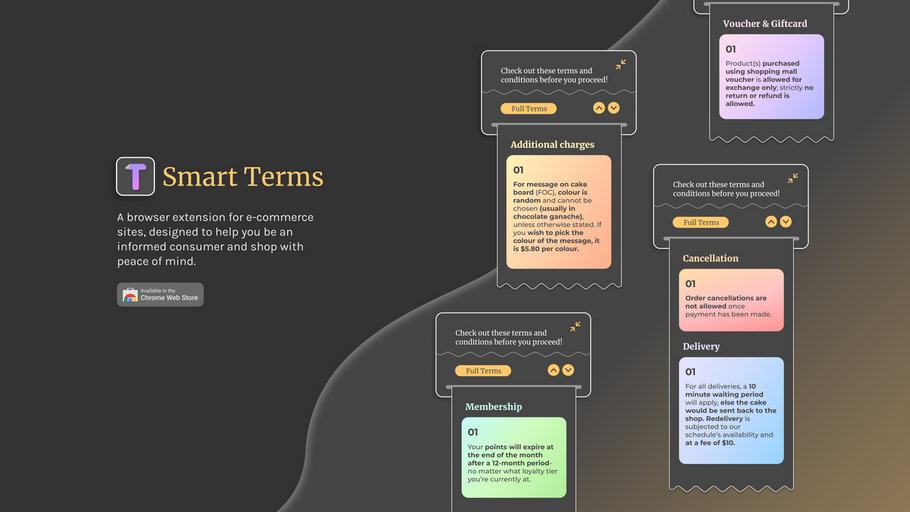 Smart Terms
A browser extension for e-commerce
sites, designed to help you be an
informed consumer and shop with
peace of mind.
Available in the
Chrome Web Store
Check out these terms and
conditions before you proceed!
Full Terms
Additional charges
01
For message on cake
board (FOC), colour is
random and cannot be
chosen (usually in
chocolate ganache),
unless otherwise stated. If
you wish to pick the
colour of the message, it
is $5.80 per colour.
Check out these terms and
conditions before you proceed!
Full Terms
Membership
01
Your points will expire at
the end of the month
after a 12-month period-
no matter what loyalty tier
you're currently at.
Voucher & Giftcard
01
Product(s) purchased
using shopping mall
voucher is allowed for
exchange only; strictly no
return or refund is
allowed.
Check out these terms and
conditions before you proceed!
Full Terms
Cancellation
01
Order cancellations are
not allowed once
payment has been made.
Delivery
01
For all deliveries, a 10
minute waiting period
will apply, else the cake
would be sent back to the
shop. Redelivery is
subjected to our
schedule's availability and
at a fee of $10.